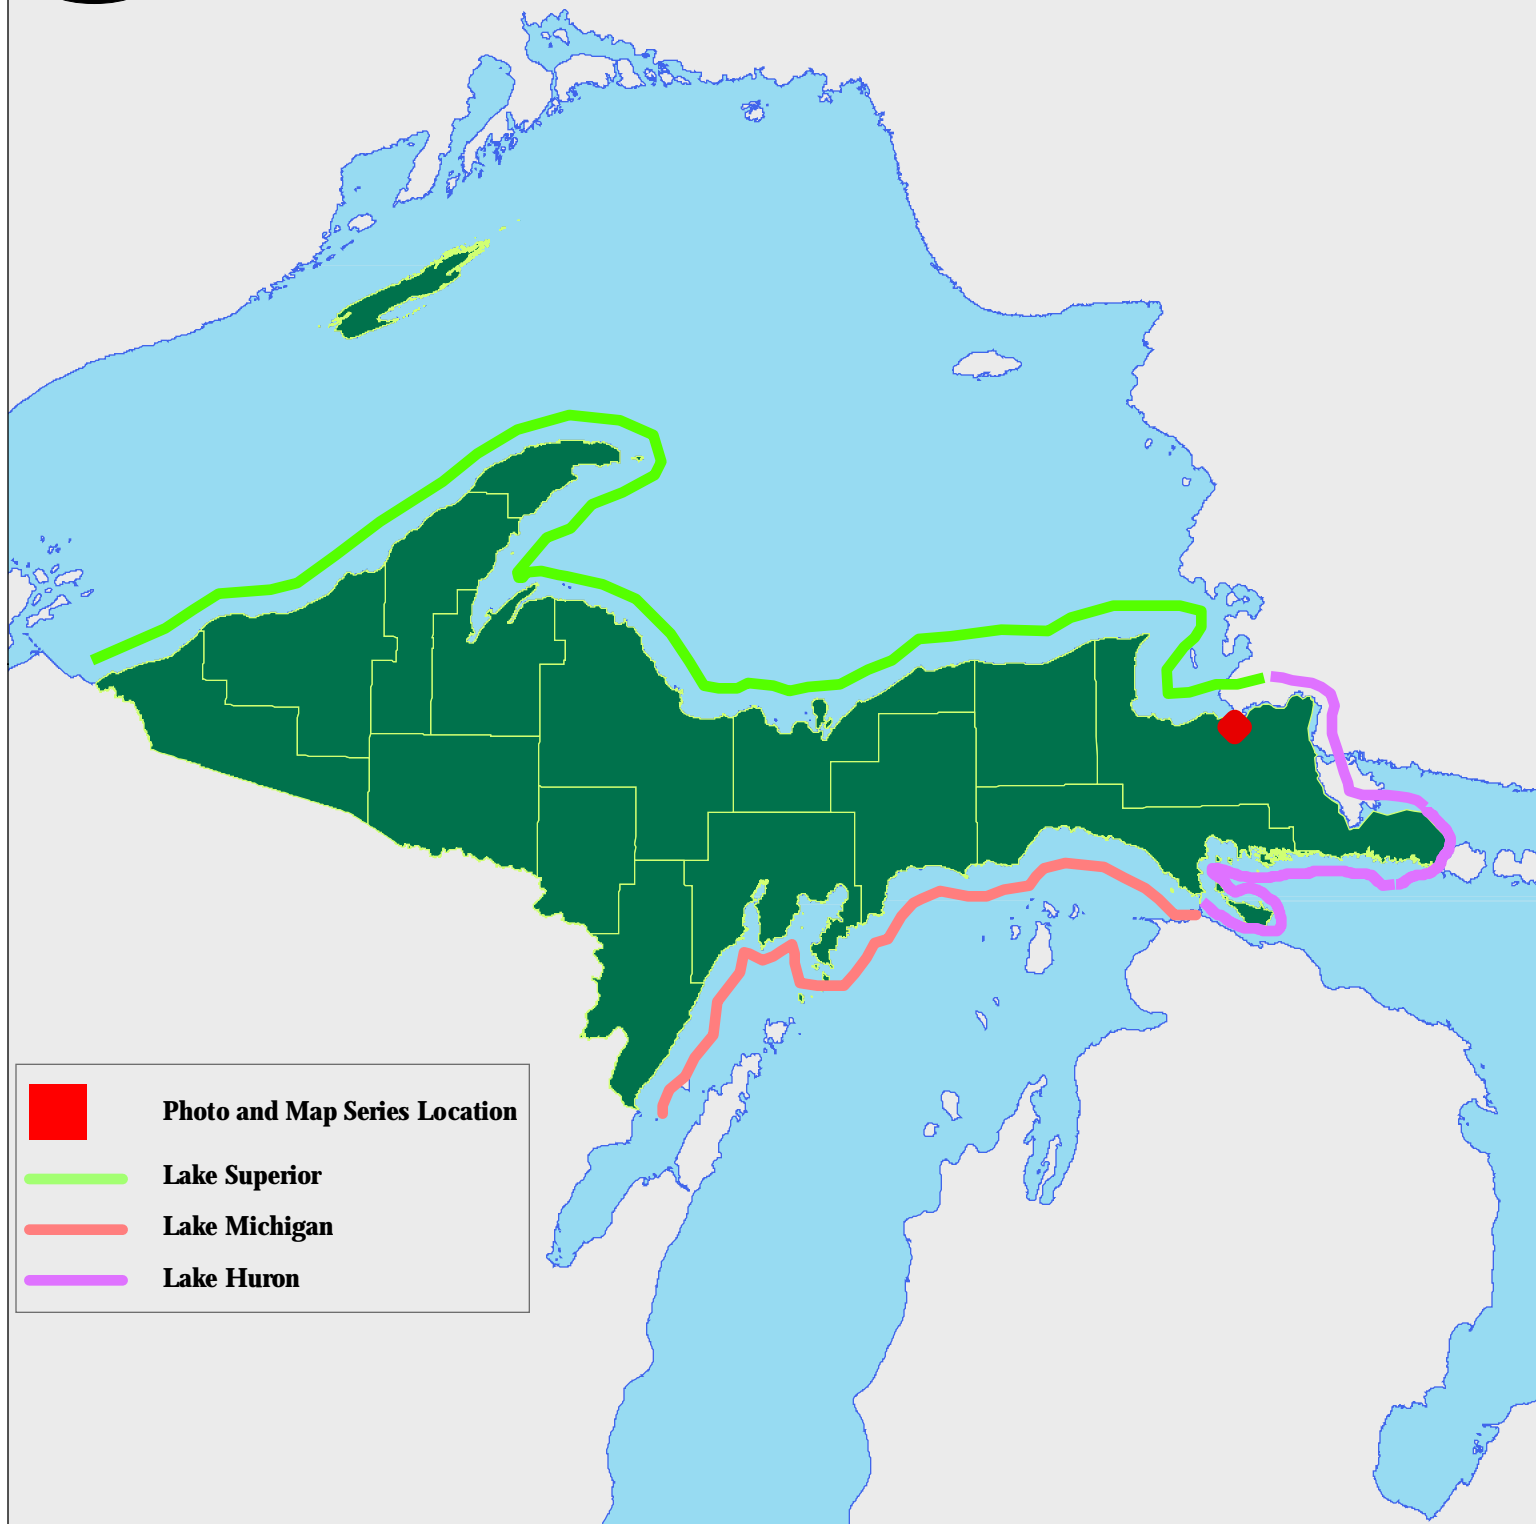 Photo and Map Series Location
Lake Superior
Lake Michigan
Lake Huron